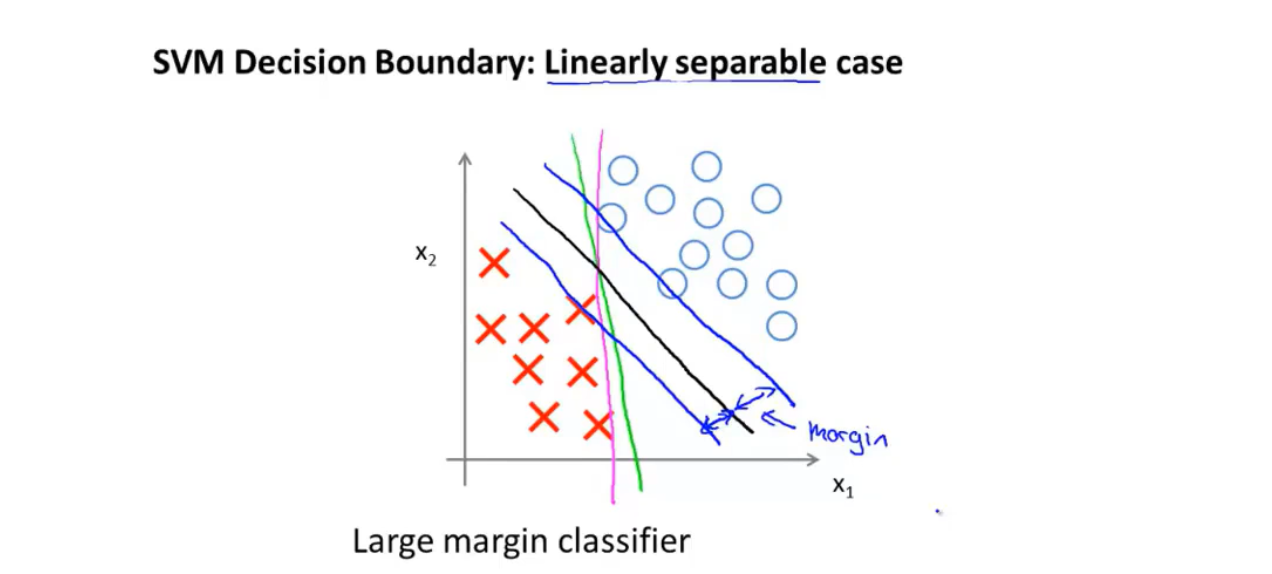 SVM Decision Boundary: Linearly separable case
x₂
margin
x₁
Large margin classifier